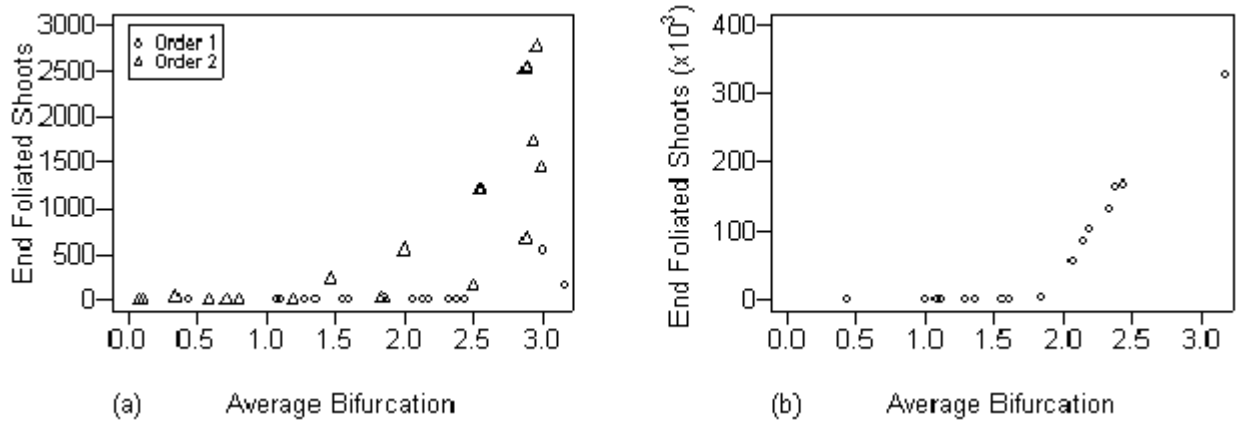 3000
2500
2000
1500
1000
500
0
End Foliated Shoots
Order 1
Order 2
0.0 0.5 1.0 1.5 2.0 2.5 3.0
(a) Average Bifurcation
400
300
200
100
0
End Foliated Shoots (x10³)
0.0 0.5 1.0 1.5 2.0 2.5 3.0
(b) Average Bifurcation